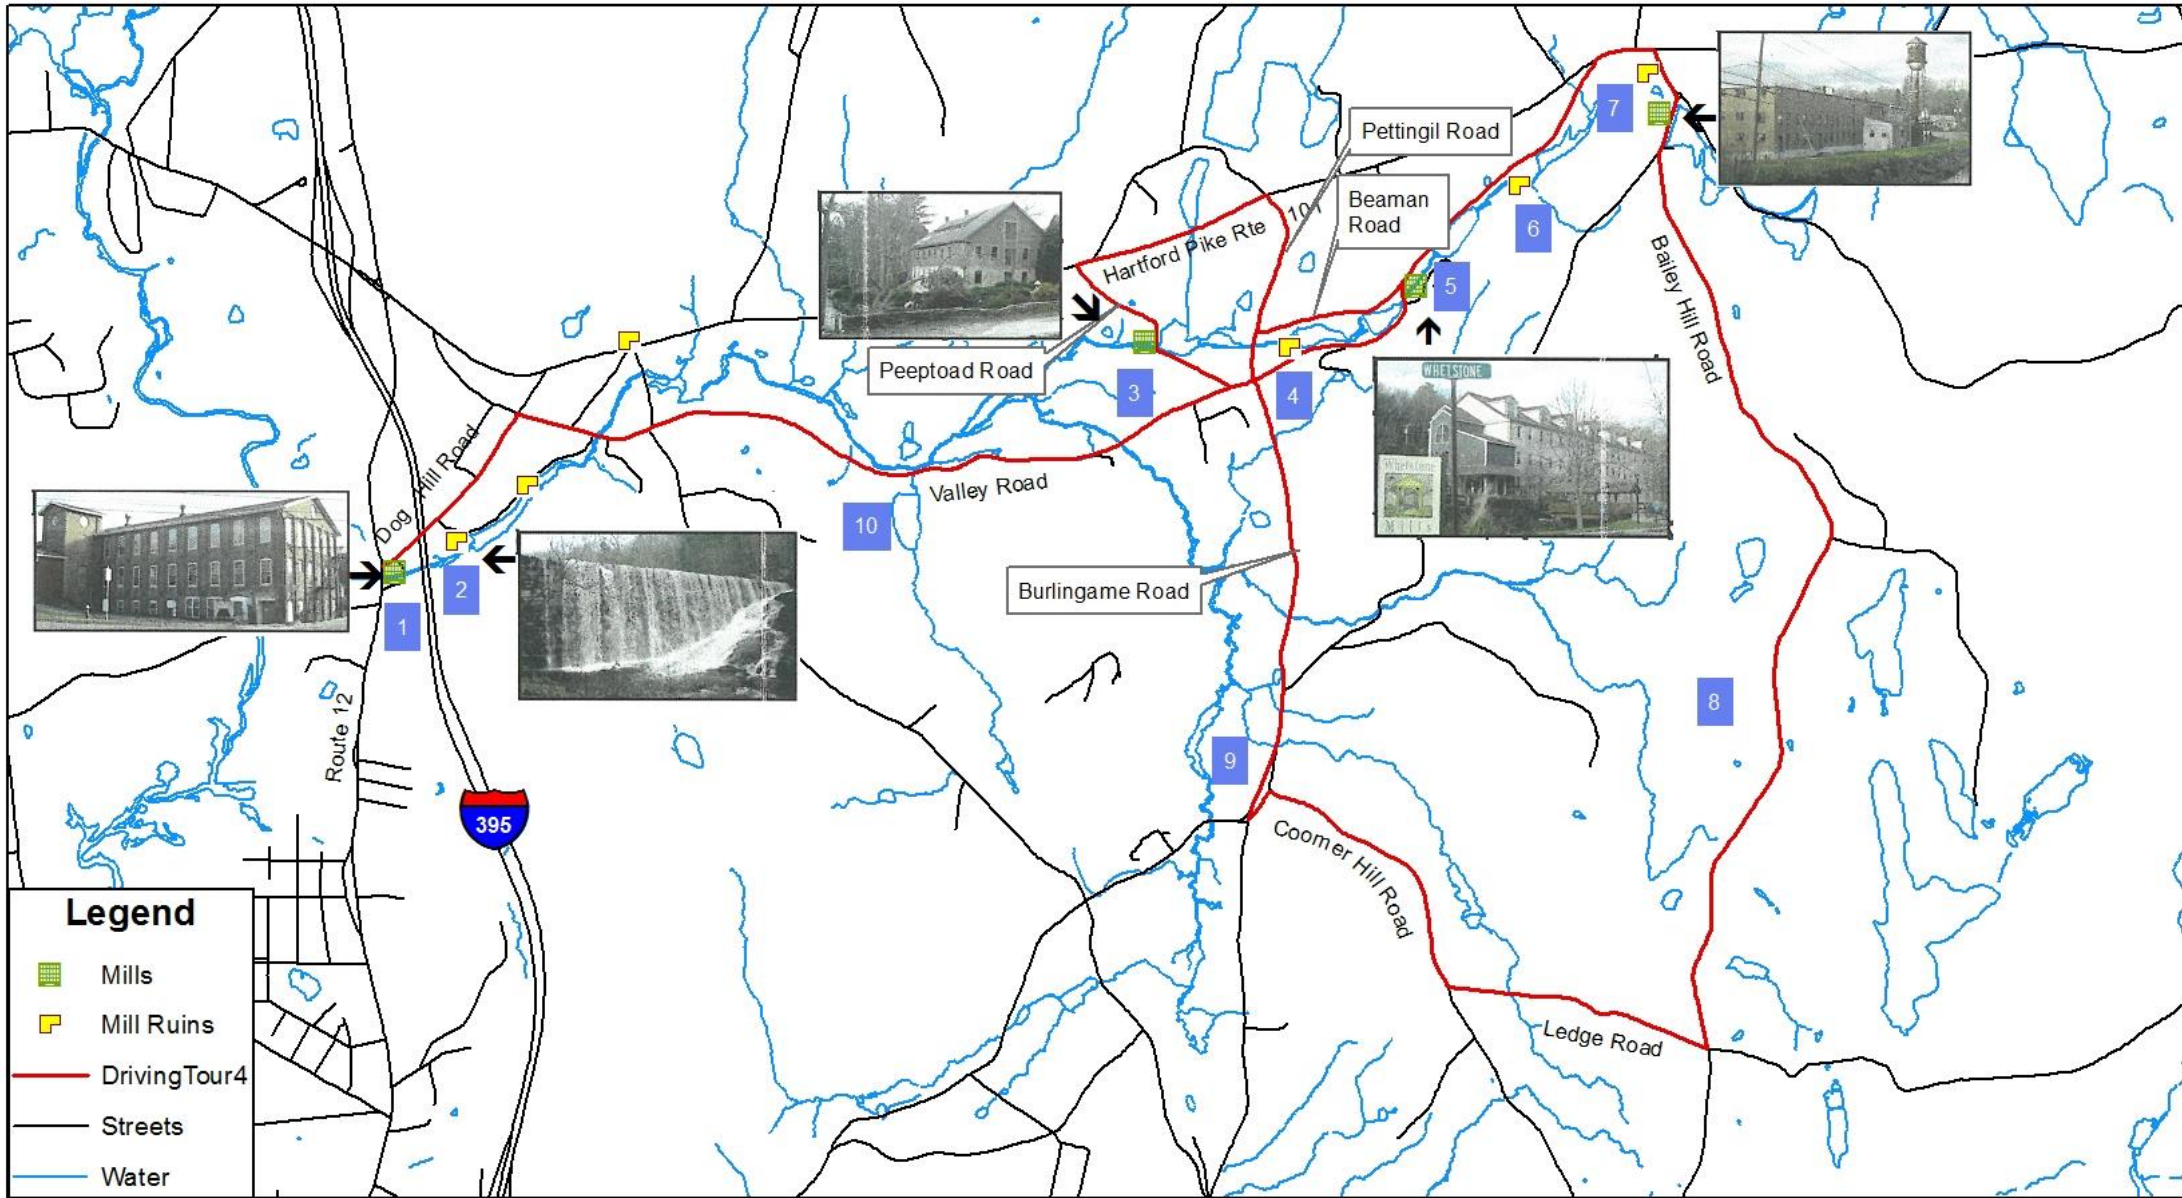 Pettingil Road
Beaman
Road
101
Hartford Pike Rte
7
6
5
Bailey Hill Road
Peeptoad Road
3
4
WHETSTONE
Whetstone
Mills
Dog Hill Road
Valley Road
10
1
2
Burlingame Road
8
9
Route 12
395
Coomer Hill Road
Ledge Road
Legend
Mills
Mill Ruins
DrivingTour4
Streets
Water